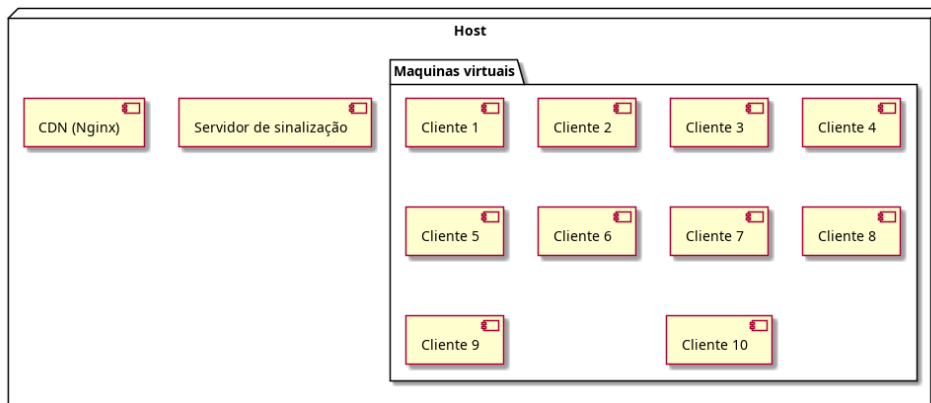 Host
Maquinas virtuais
CDN (Nginx)
Servidor de sinalização
Cliente 1
Cliente 2
Cliente 3
Cliente 4
Cliente 5
Cliente 6
Cliente 7
Cliente 8
Cliente 9
Cliente 10